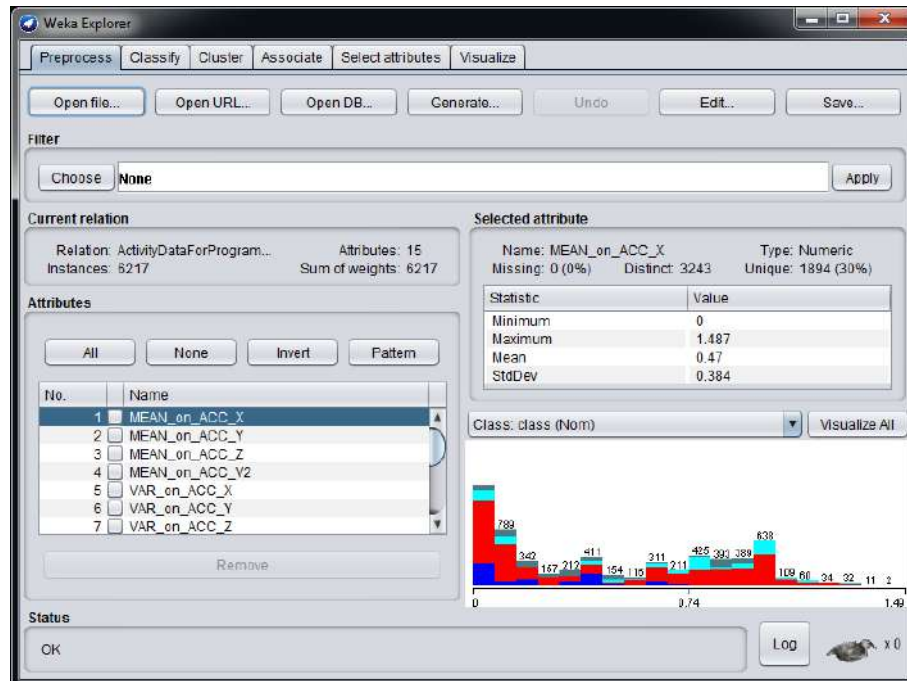 Weka Explorer
Preprocess Classify Cluster Associate Select attributes Visualize
Open file... Open URL... Open DB... Generate... Undo Edit... Save...
Filter
Choose None Apply
Current relation
Relation: ActivityDataForProgram... Attributes: 15
Instances: 6217 Sum of weights: 6217
Selected attribute
Name: MEAN_on_ACC_X Type: Numeric
Missing: 0 (0%) Distinct: 3243 Unique: 1894 (30%)
Statistic Value
Minimum 0
Maximum 1.487
Mean 0.47
StdDev 0.384
Attributes
All None Invert Pattern
No. Name
1 MEAN_on_ACC_X
2 MEAN_on_ACC_Y
3 MEAN_on_ACC_Z
4 MEAN_on_ACC_V2
5 VAR_on_ACC_X
6 VAR_on_ACC_Y
7 VAR_on_ACC_Z
Remove
Class: class (Nom) Visualize All
789 342 167 212 411 154 116 311 211 425 393 389 638 109 60 34 32 11 2
0 0.74 1.49
Status
OK
Log x 0